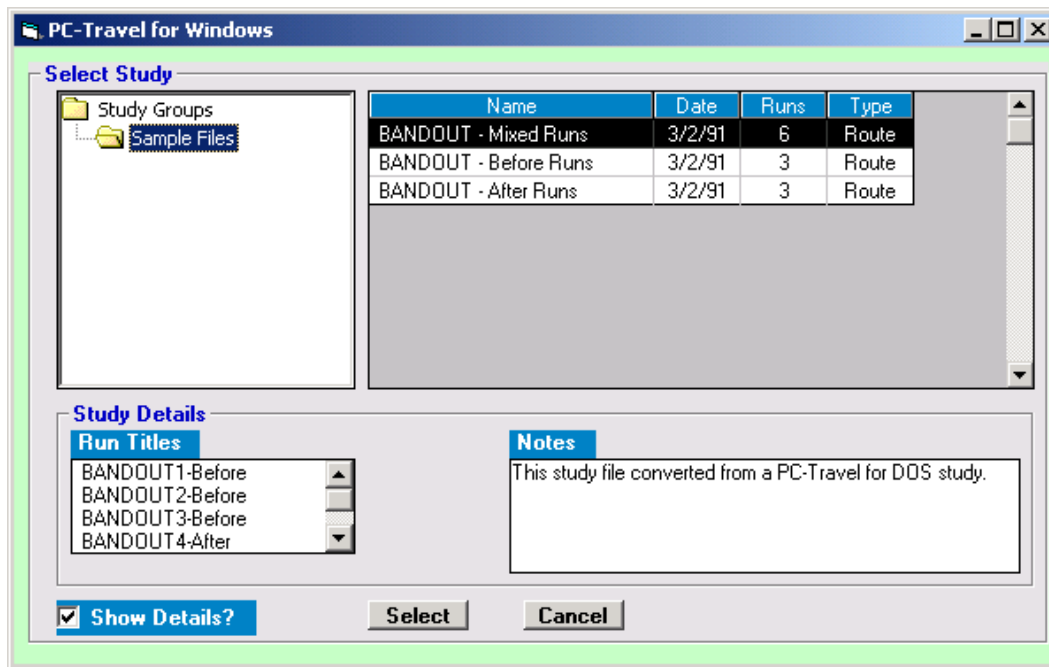 PC-Travel for Windows
Select Study
Study Groups
Sample Files
Name Date Runs Type
BANDOUT - Mixed Runs 3/2/91 6 Route
BANDOUT - Before Runs 3/2/91 3 Route
BANDOUT - After Runs 3/2/91 3 Route
Study Details
Run Titles
BANDOUT1-Before
BANDOUT2-Before
BANDOUT3-Before
BANDOUT4-After
Notes
This study file converted from a PC-Travel for DOS study.
Show Details?
Select
Cancel